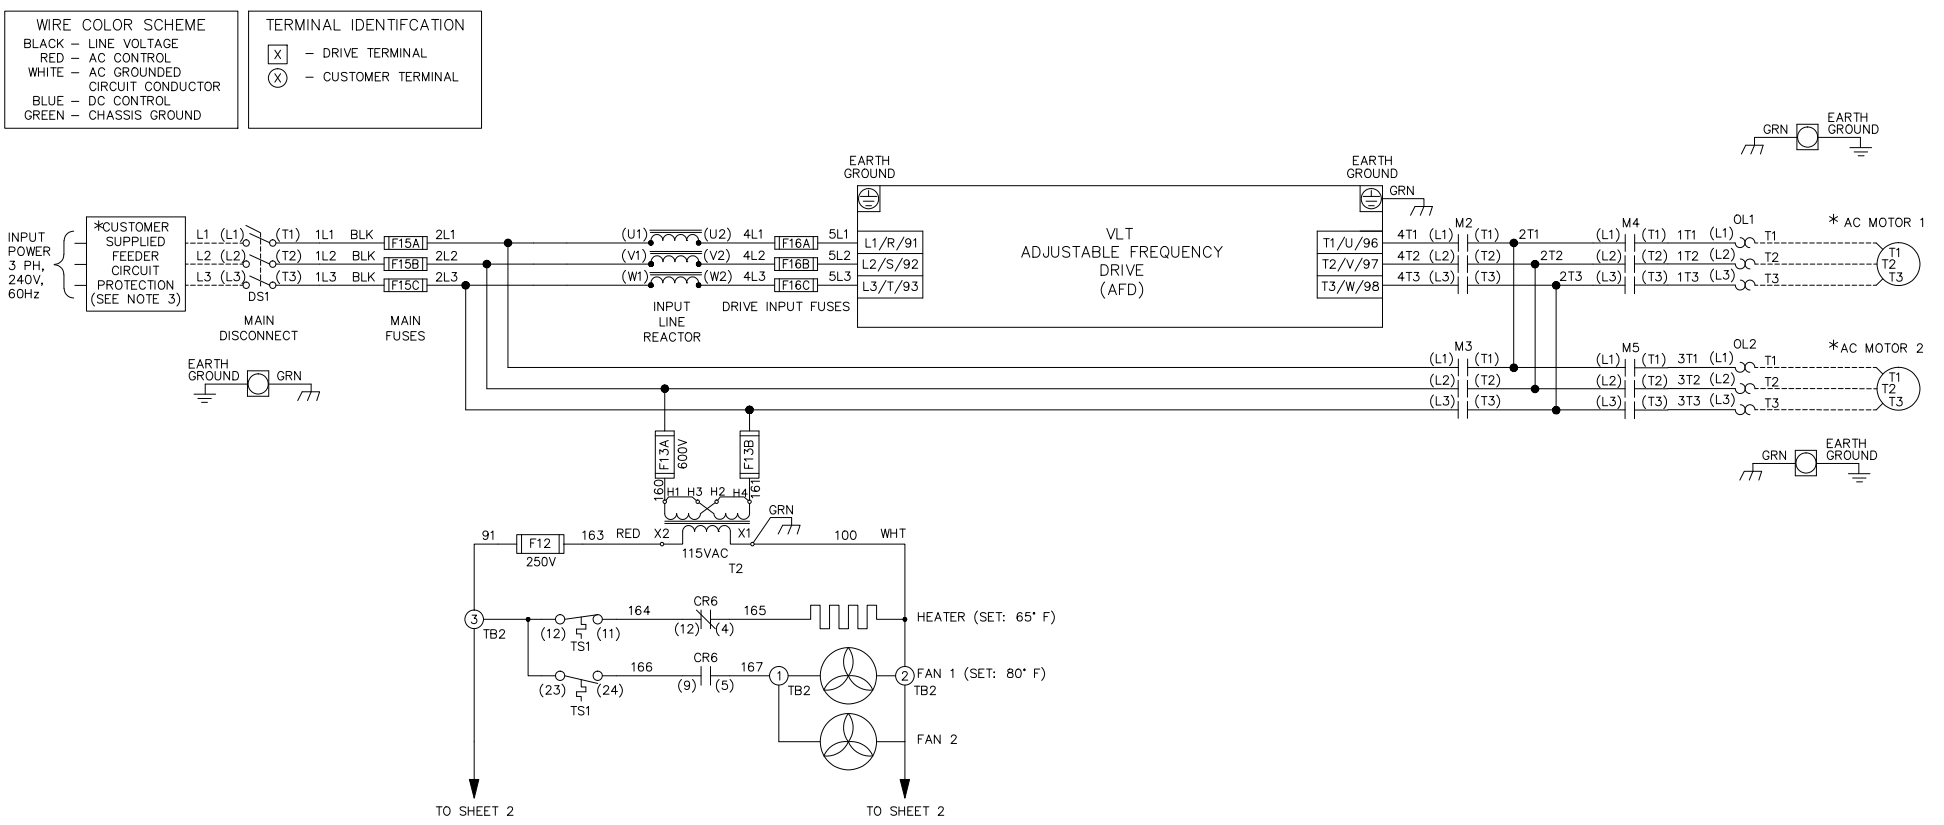 WIRE COLOR SCHEME
BLACK – LINE VOLTAGE
RED – AC CONTROL
WHITE – AC GROUNDED
CIRCUIT CONDUCTOR
BLUE – DC CONTROL
GREEN – CHASSIS GROUND
TERMINAL IDENTIFCATION
X – DRIVE TERMINAL
X – CUSTOMER TERMINAL
GRN
EARTH
GROUND
INPUT
POWER
3 PH,
240V,
60Hz
*CUSTOMER
SUPPLIED
FEEDER
CIRCUIT
PROTECTION
(SEE NOTE 3)
L1 (L1) (T1) 1L1 BLK F15A 2L1
L2 (L2) (T2) 1L2 BLK F15B 2L2
L3 (L3) (T3) 1L3 BLK F15C 2L3
DS1
MAIN
DISCONNECT
MAIN
FUSES
(U1) (U2) 4L1 F16A 5L1
(V1) (V2) 4L2 F16B 5L2
(W1) (W2) 4L3 F16C 5L3
INPUT
LINE
REACTOR
DRIVE INPUT FUSES
EARTH
GROUND
L1/R/91
L2/S/92
L3/T/93
VLT
ADJUSTABLE FREQUENCY
DRIVE
(AFD)
EARTH
GROUND
GRN
T1/U/96
T2/V/97
T3/W/98
M2
M4
OL1
* AC MOTOR 1
4T1 (L1) (T1) 2T1 (L1) (T1) 1T1 (L1) T1
4T2 (L2) (T2) 2T2 (L2) (T2) 1T2 (L2) T2
4T3 (L3) (T3) 2T3 (L3) (T3) 1T3 (L3) T3
T1
T2
T3
EARTH
GROUND
GRN
M3
M5
OL2
*AC MOTOR 2
(L1) (T1) (L1) (T1) 3T1 (L1) T1
(L2) (T2) (L2) (T2) 3T2 (L2) T2
(L3) (T3) (L3) (T3) 3T3 (L3) T3
T1
T2
T3
GRN
EARTH
GROUND
F13A
600V
F13B
160
H1 H3 H2 H4
161
GRN
91 F12 163 RED X2 X1 100 WHT
250V
115VAC
T2
3
TB2
(12) (11)
TS1
164
CR6
(12) (4)
165
HEATER (SET: 65° F)
(23) (24)
TS1
166
CR6
(9) (5)
167
1
TB2
2
TB2
FAN 1 (SET: 80° F)
FAN 2
TO SHEET 2
TO SHEET 2